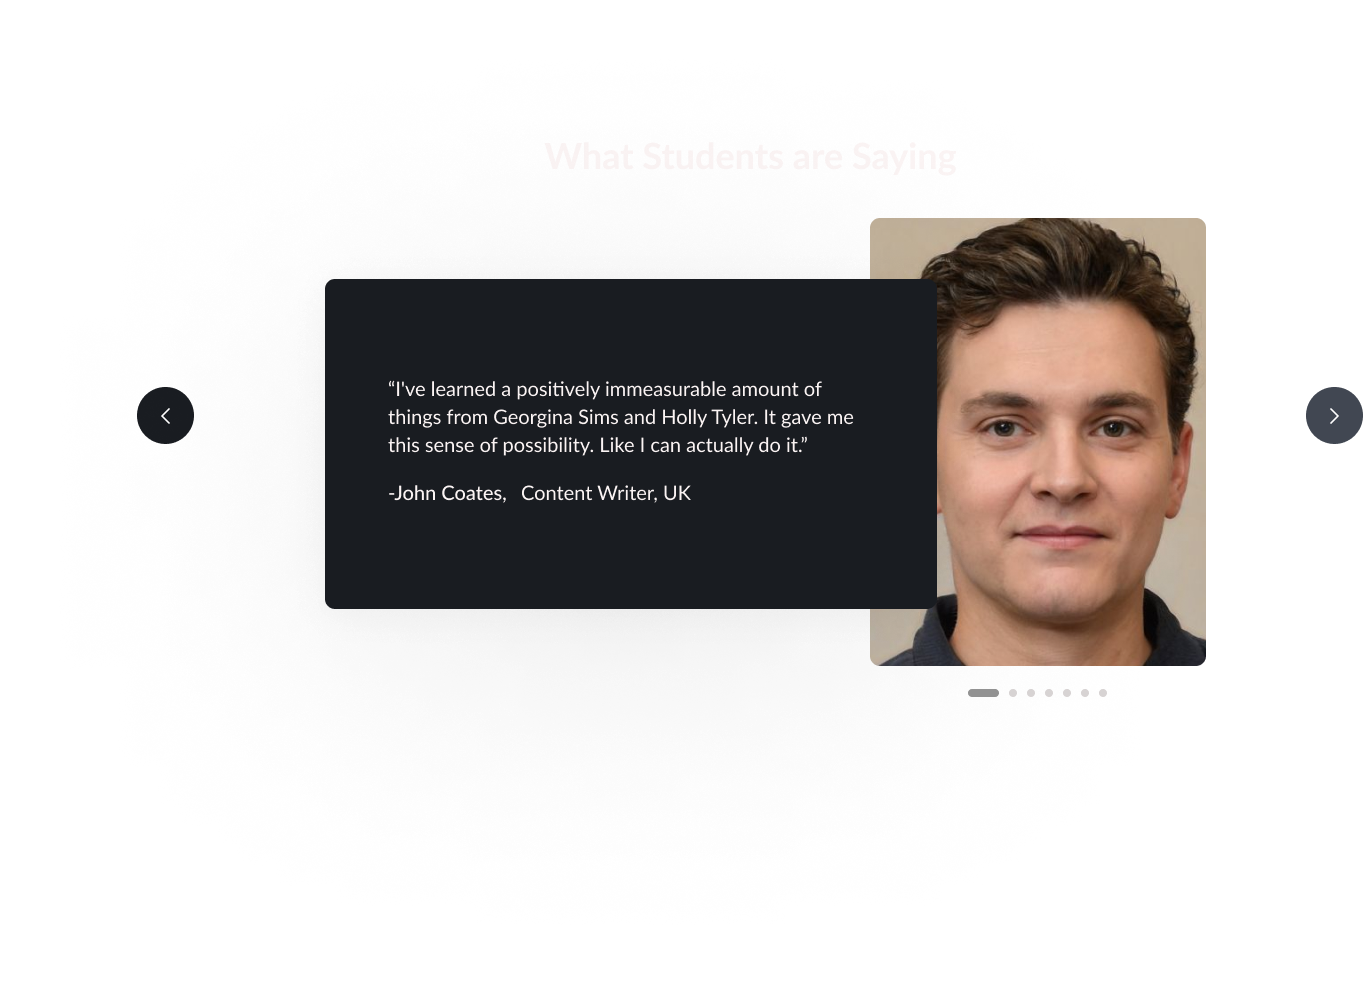 What Students are Saying
“I've learned a positively immeasurable amount of
things from Georgina Sims and Holly Tyler. It gave me
this sense of possibility. Like I can actually do it.”
-John Coates, Content Writer, UK